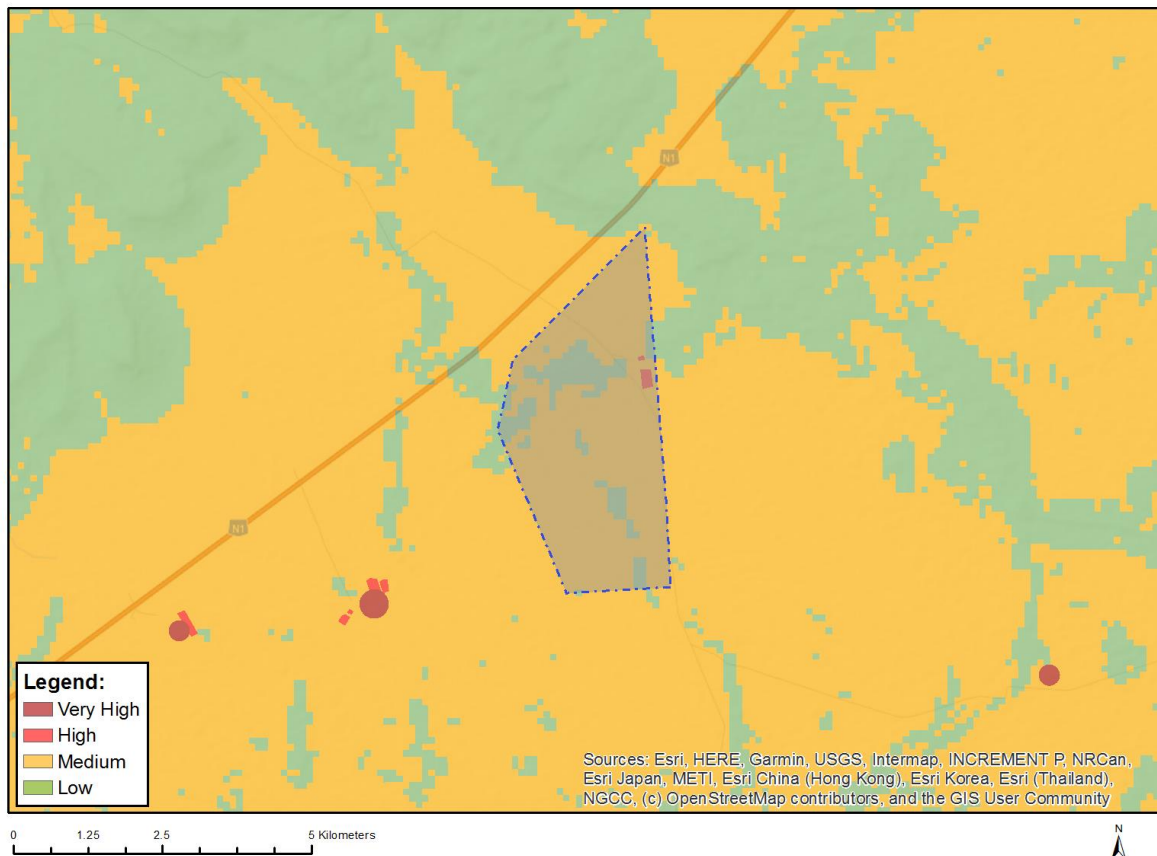 N1
N1
Legend:
Very High
High
Medium
Low
Sources: Esri, HERE, Garmin, USGS, Intermap, INCREMENT P, NRCan,
Esri Japan, METI, Esri China (Hong Kong), Esri Korea, Esri (Thailand),
NGCC, (c) OpenStreetMap contributors, and the GIS User Community
0 1.25 2.5 5 Kilometers
N